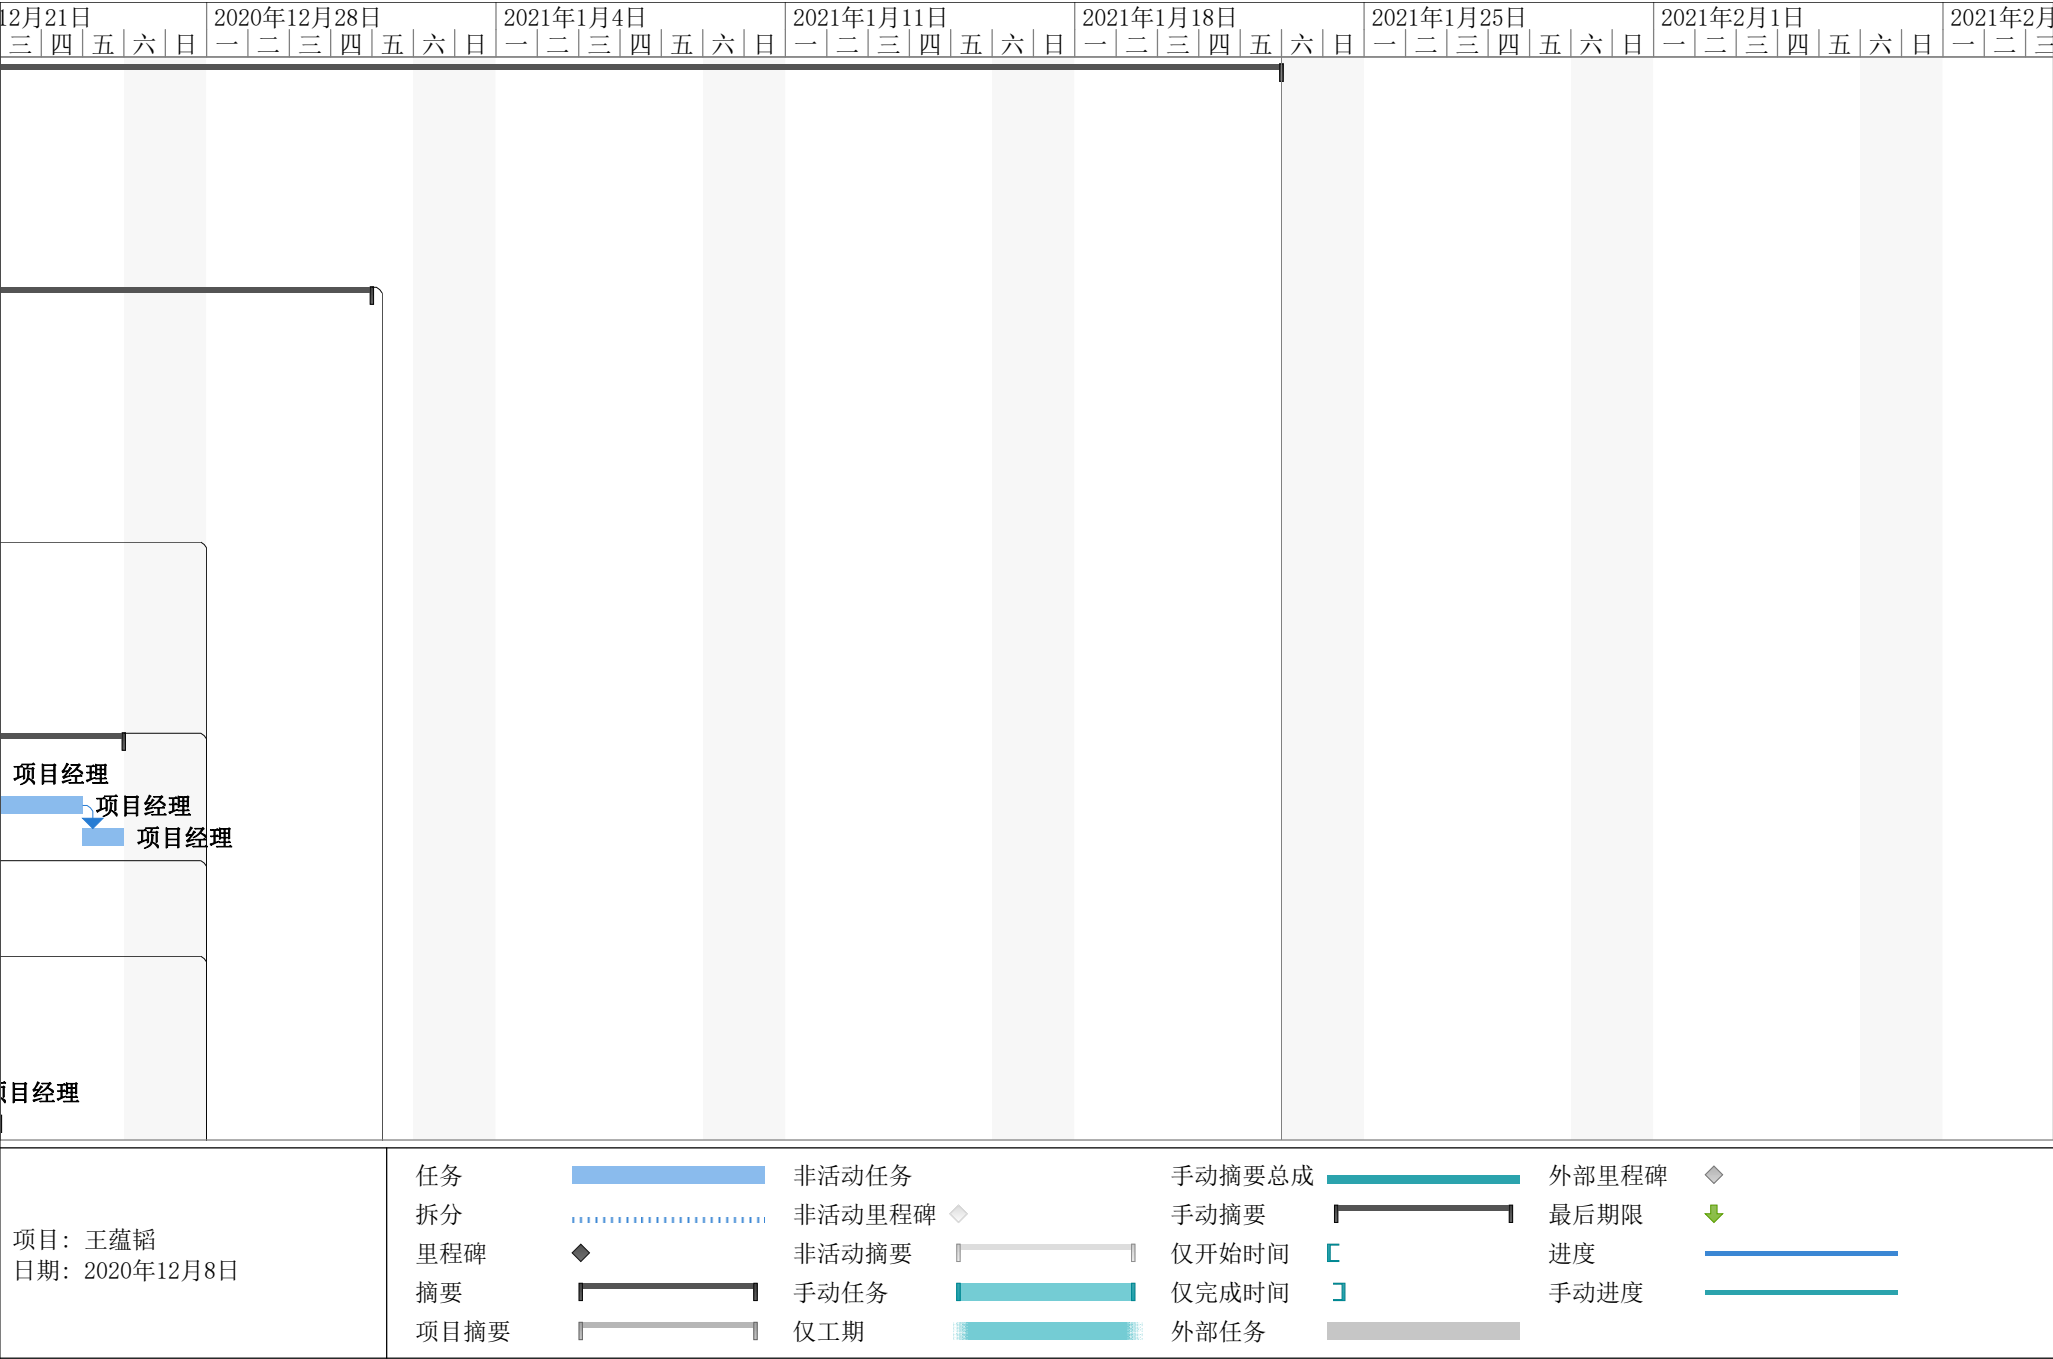 12月21日 2020年12月28日 2021年1月4日 2021年1月11日 2021年1月18日 2021年1月25日 2021年2月1日 2021年2月
三 四 五 六 日 一 二 三 四 五 六 日 一 二 三 四 五 六 日 一 二 三 四 五 六 日 一 二 三 四 五 六 日 一 二 三 四 五 六 日 一 二 三 四 五 六 日 一 二 三
项目经理
项目经理
项目经理
项目经理
项目: 王蕴韬
日期: 2020年12月8日
任务
拆分
里程碑
摘要
项目摘要
非活动任务
非活动里程碑
非活动摘要
手动任务
仅工期
手动摘要总成
手动摘要
仅开始时间
仅完成时间
外部任务
外部里程碑
最后期限
进度
手动进度